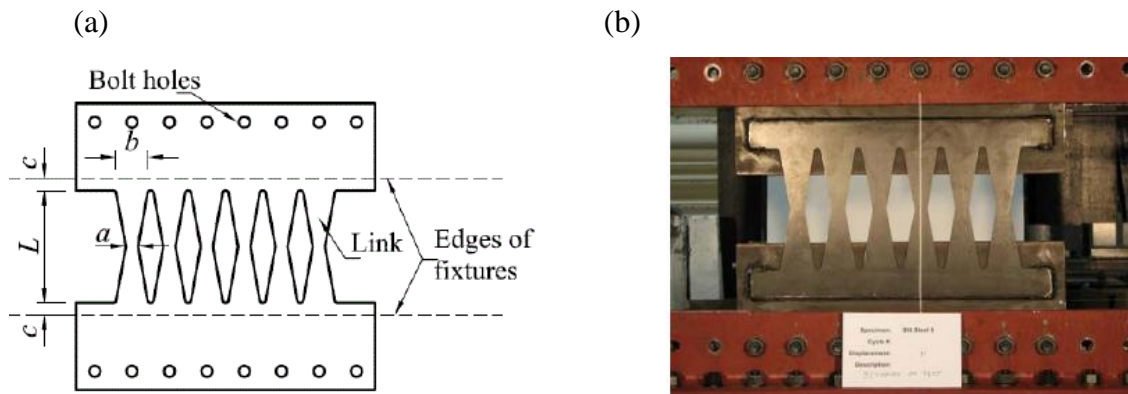 (a)
(b)
Bolt holes
b
c
L
a
Link
Edges of
fixtures
c
Specimen:
Cycle #:
Displacement:
Description: